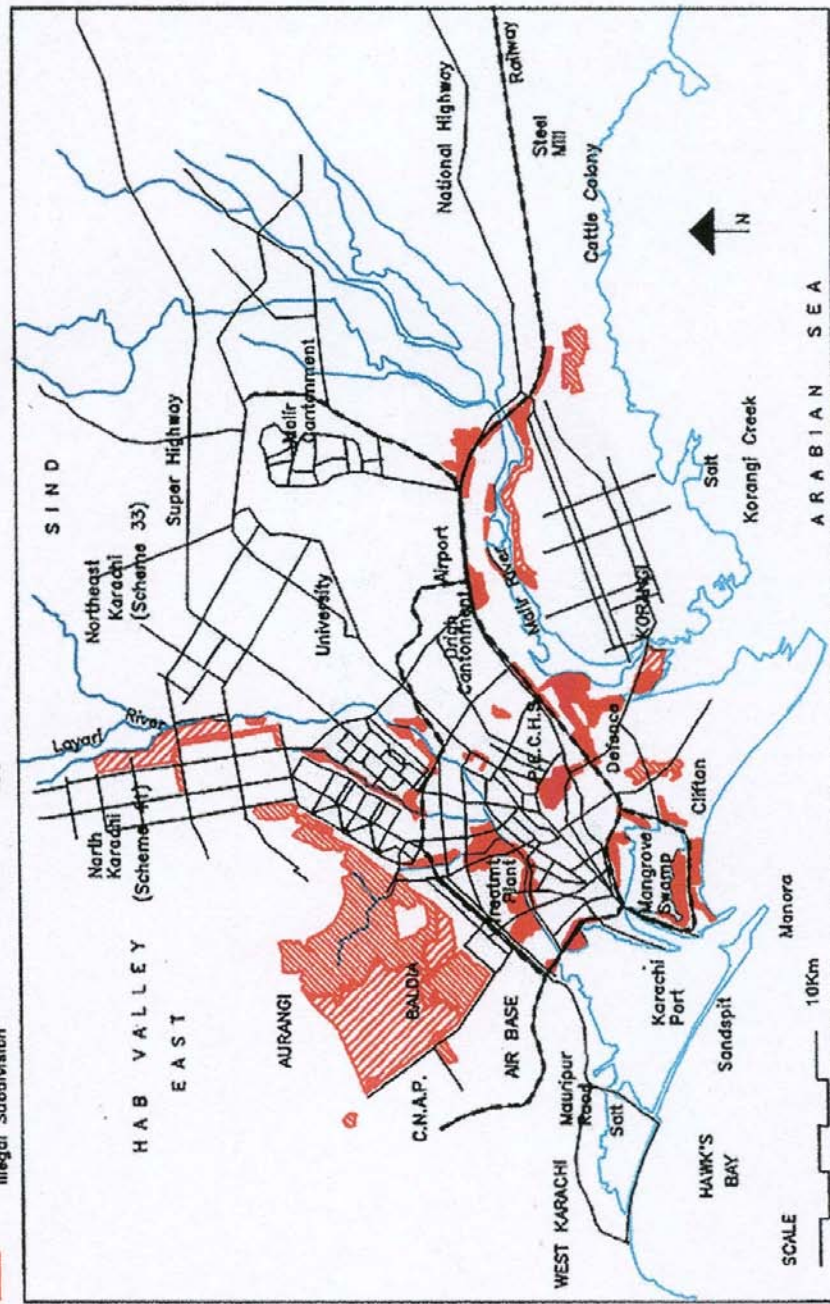 Illegal Subdivision
SIND
HAB VALLEY
EAST
North
Karachi
(Scheme 4r)
Layari River
Northeast
Karachi
(Scheme 33)
Super Highway
Malir
Cantonment
National Highway
Railway
Steel
Mill
Cattle Colony
University
Airport
Drigh
Cantonment
Malir River
AURANGI
BALDIA
C.N.A.P.
AIR BASE
Treatmt
Plant
P.E.C.H.S.
Defence
KORANGI
Salt
Korangi Creek
ARABIAN SEA
Clifton
Mangrove
Swamp
Manora
Karachi
Port
Sandspit
Mauripur
Road
Salt
WEST KARACHI
HAWK'S
BAY
SCALE
10Km
N